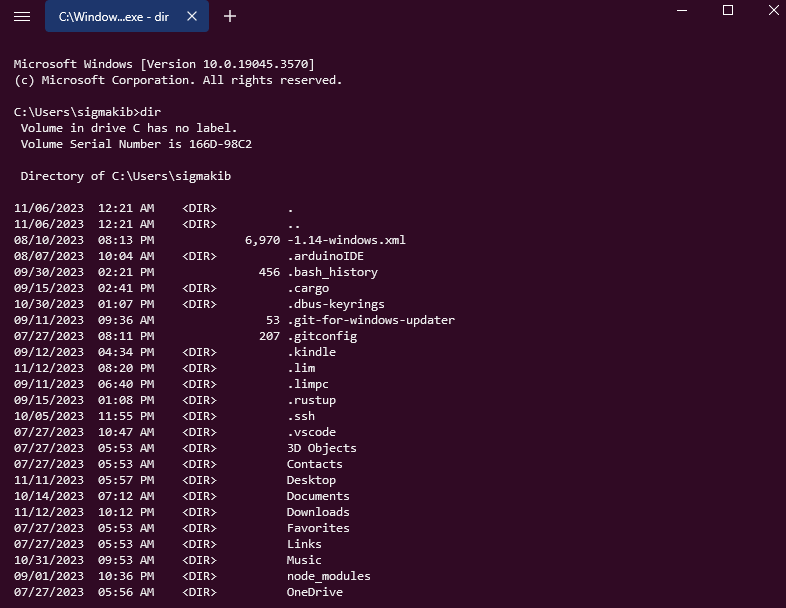 C:\Window...exe - dir
Microsoft Windows [Version 10.0.19045.3570]
(c) Microsoft Corporation. All rights reserved.
C:\Users\sigmakib>dir
 Volume in drive C has no label.
 Volume Serial Number is 166D-98C2
 Directory of C:\Users\sigmakib
11/06/2023  12:21 AM    <DIR>          .
11/06/2023  12:21 AM    <DIR>          ..
08/10/2023  08:13 PM             6,970 -1.14-windows.xml
08/07/2023  10:04 AM    <DIR>          .arduinoIDE
09/30/2023  02:21 PM               456 .bash_history
09/15/2023  02:41 PM    <DIR>          .cargo
10/30/2023  01:07 PM    <DIR>          .dbus-keyrings
09/11/2023  09:36 AM                53 .git-for-windows-updater
07/27/2023  08:11 PM               207 .gitconfig
09/12/2023  04:34 PM    <DIR>          .kindle
11/12/2023  08:20 PM    <DIR>          .lim
09/11/2023  06:40 PM    <DIR>          .limpc
09/15/2023  01:08 PM    <DIR>          .rustup
10/05/2023  11:55 PM    <DIR>          .ssh
07/27/2023  10:47 AM    <DIR>          .vscode
07/27/2023  05:53 AM    <DIR>          3D Objects
07/27/2023  05:53 AM    <DIR>          Contacts
11/11/2023  05:57 PM    <DIR>          Desktop
10/14/2023  07:12 AM    <DIR>          Documents
11/12/2023  10:12 PM    <DIR>          Downloads
07/27/2023  05:53 AM    <DIR>          Favorites
07/27/2023  05:53 AM    <DIR>          Links
10/31/2023  09:53 AM    <DIR>          Music
09/01/2023  10:36 PM    <DIR>          node_modules
07/27/2023  05:56 AM    <DIR>          OneDrive